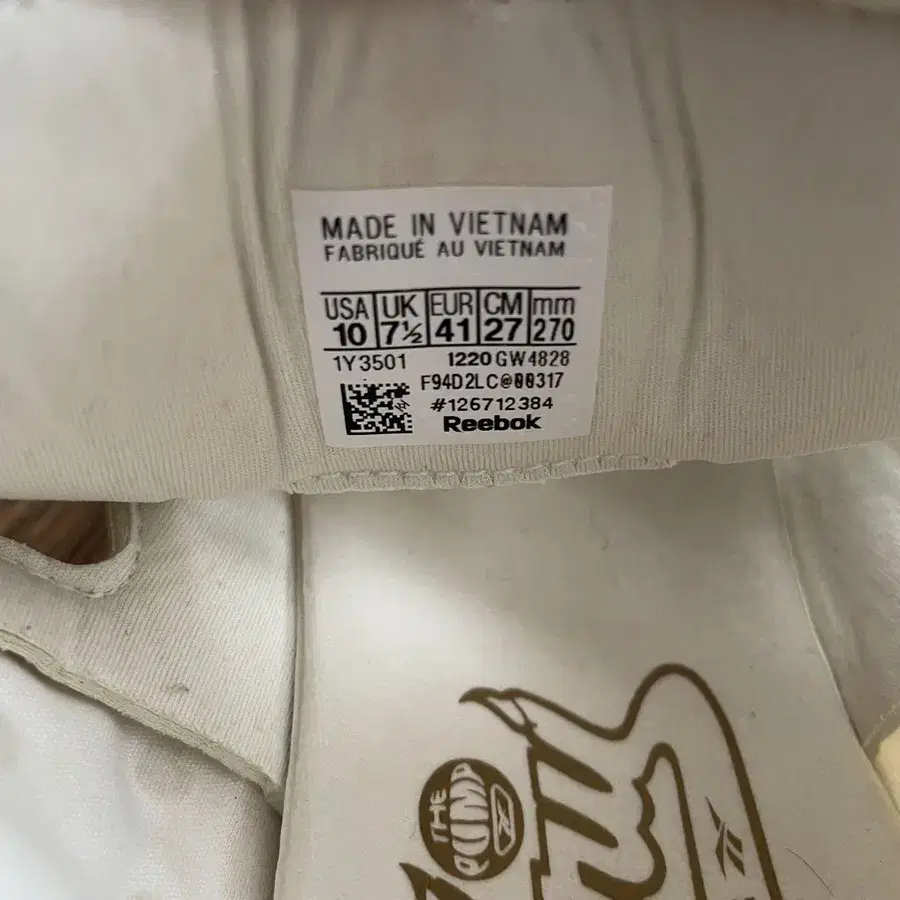 MADE IN VIETNAM
FABRIQUÉ AU VIETNAM
USA UK EUR CM mm
10 7½ 41 27 270
1Y3501 1220 GW4828
F94D2LC@00317
#126712384
Reebok
THE
PUMP